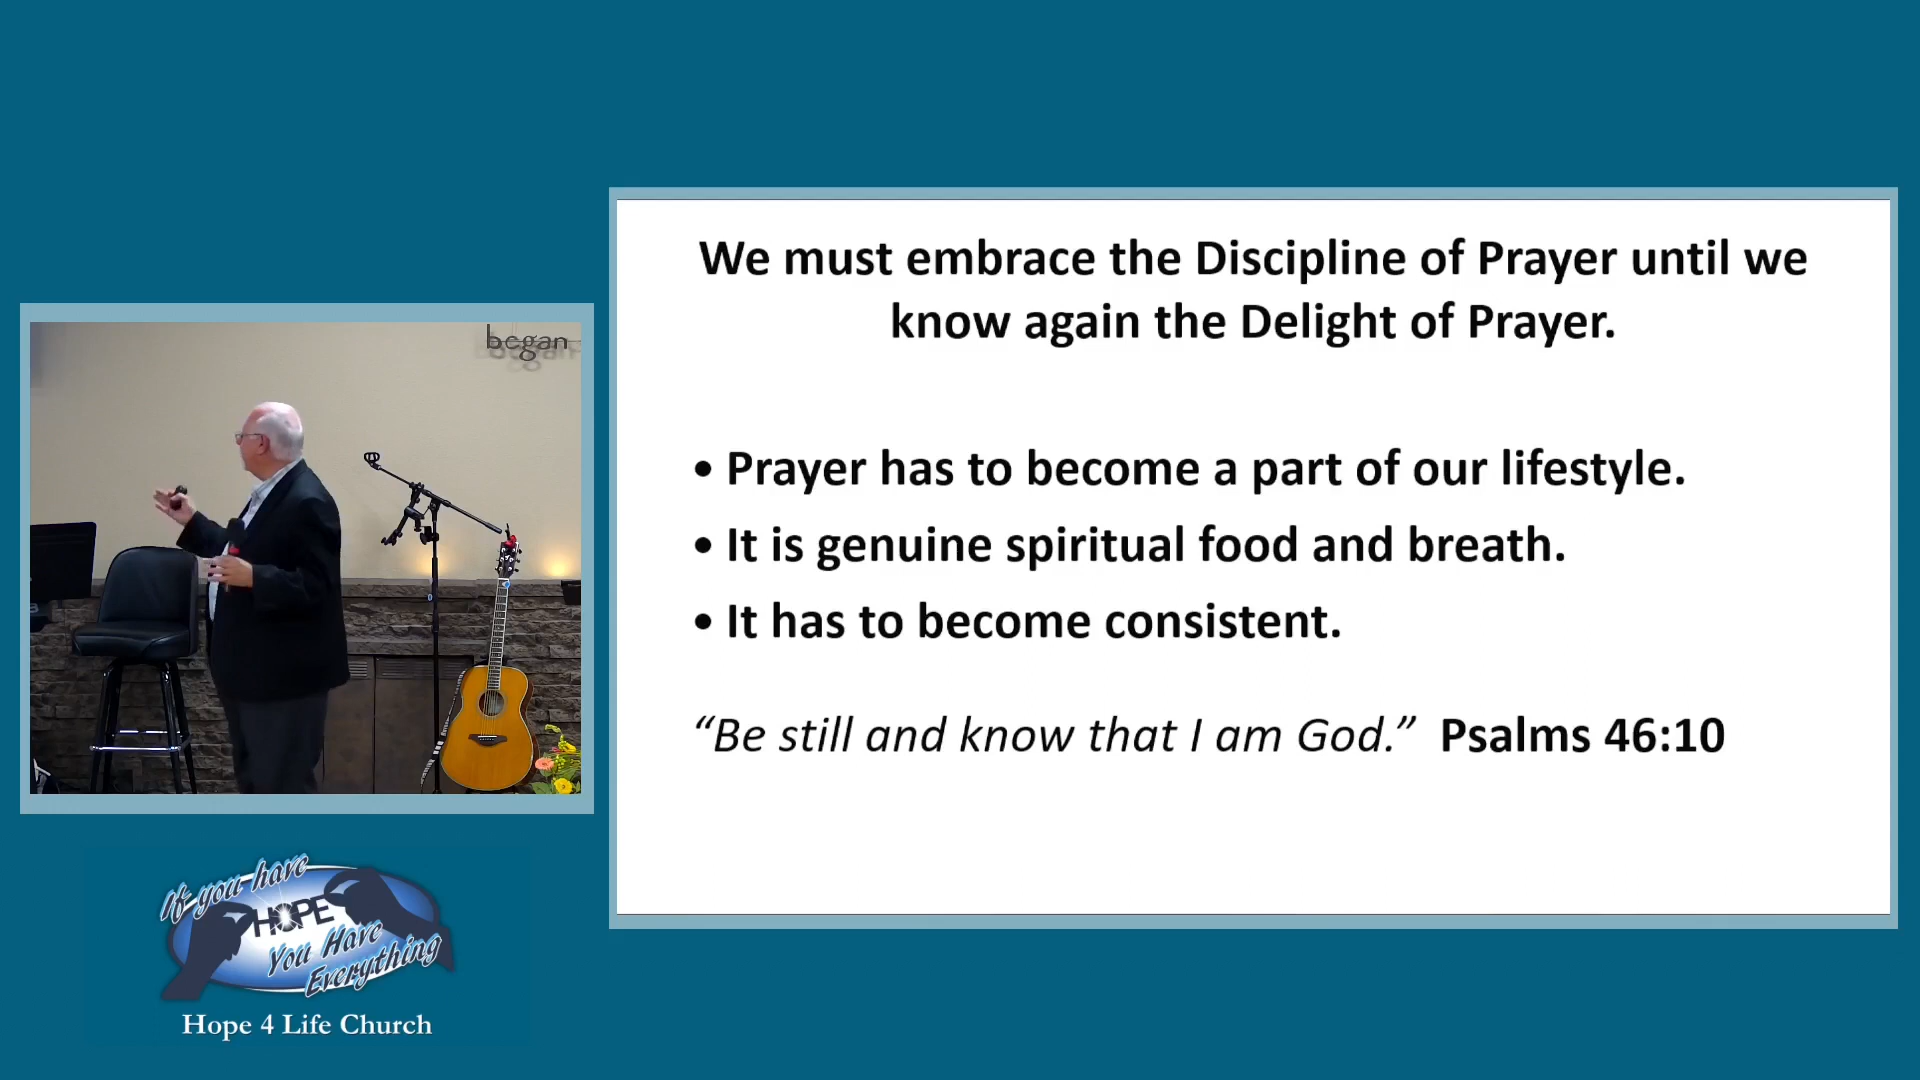 began
We must embrace the Discipline of Prayer until we
know again the Delight of Prayer.
• Prayer has to become a part of our lifestyle.
• It is genuine spiritual food and breath.
• It has to become consistent.
“Be still and know that I am God.” Psalms 46:10
If you have
HOPE
You Have
Everything
Hope 4 Life Church